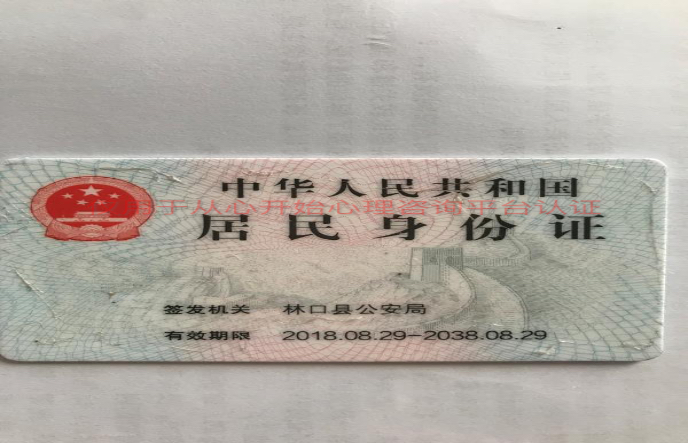 中华人民共和国
于从心开始心理咨询平台认证
居民身份证
签发机关 林口县公安局
有效期限 2018.08.29-2038.08.29